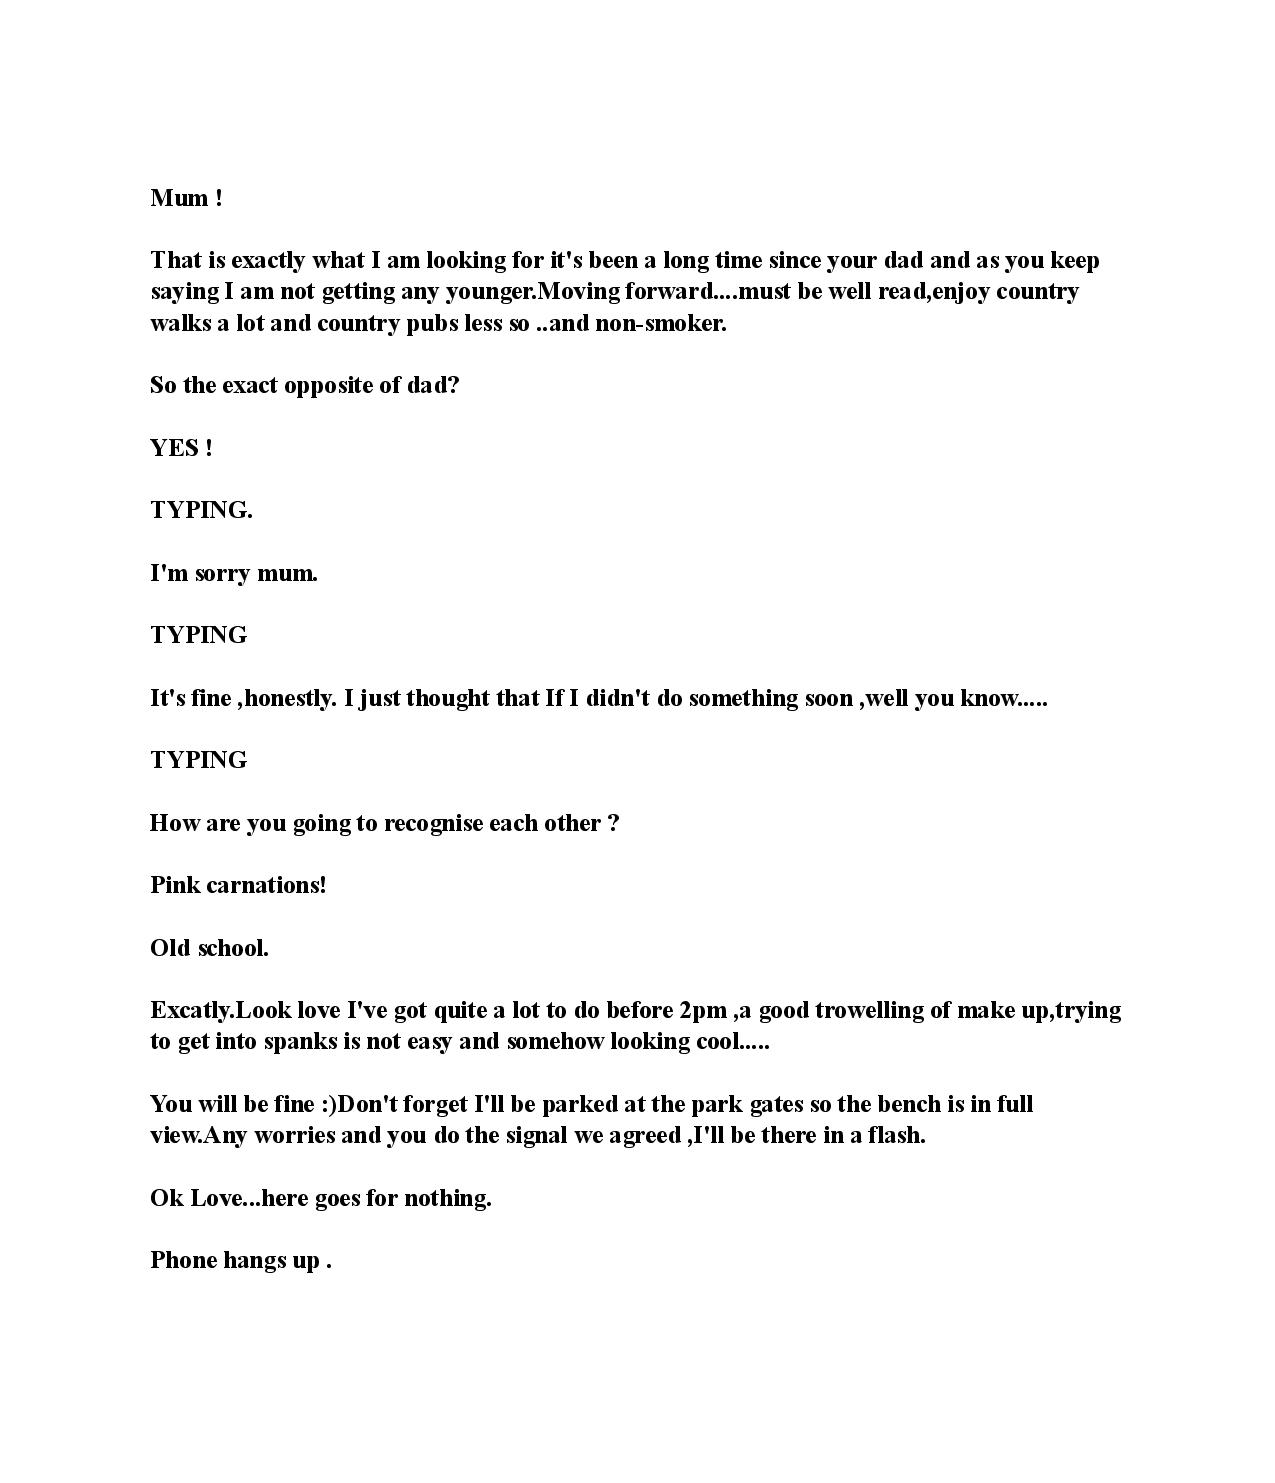 Mum !
That is exactly what I am looking for it's been a long time since your dad and as you keep
saying I am not getting any younger.Moving forward....must be well read,enjoy country
walks a lot and country pubs less so ..and non-smoker.
So the exact opposite of dad?
YES !
TYPING.
I'm sorry mum.
TYPING
It's fine ,honestly. I just thought that If I didn't do something soon ,well you know.....
TYPING
How are you going to recognise each other ?
Pink carnations!
Old school.
Excatly.Look love I've got quite a lot to do before 2pm ,a good trowelling of make up,trying
to get into spanks is not easy and somehow looking cool.....
You will be fine :)Don't forget I'll be parked at the park gates so the bench is in full
view.Any worries and you do the signal we agreed ,I'll be there in a flash.
Ok Love...here goes for nothing.
Phone hangs up .